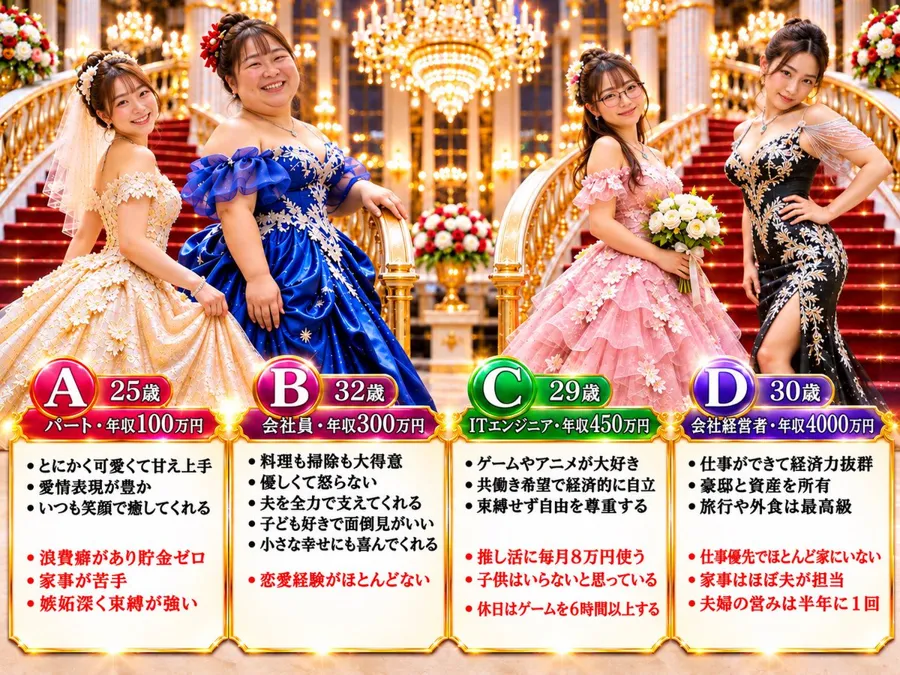 A 25歳
パート・年収100万円
• とにかく可愛くて甘え上手
• 愛情表現が豊か
• いつも笑顔で癒してくれる
• 浪費癖があり貯金ゼロ
• 家事が苦手
• 嫉妬深く束縛が強い
B 32歳
会社員・年収300万円
• 料理も掃除も大得意
• 優しくて怒らない
• 夫を全力で支えてくれる
• 子ども好きで面倒見がいい
• 小さな幸せにも喜んでくれる
• 恋愛経験がほとんどない
C 29歳
ITエンジニア・年収450万円
• ゲームやアニメが大好き
• 共働き希望で経済的に自立
• 束縛せず自由を尊重する
• 推し活に毎月8万円使う
• 子供はいらないと思っている
• 休日はゲームを6時間以上する
D 30歳
会社経営者・年収4000万円
• 仕事ができて経済力抜群
• 豪邸と資産を所有
• 旅行や外食は最高級
• 仕事優先でほとんど家にいない
• 家事はほぼ夫が担当
• 夫婦の営みは半年に1回